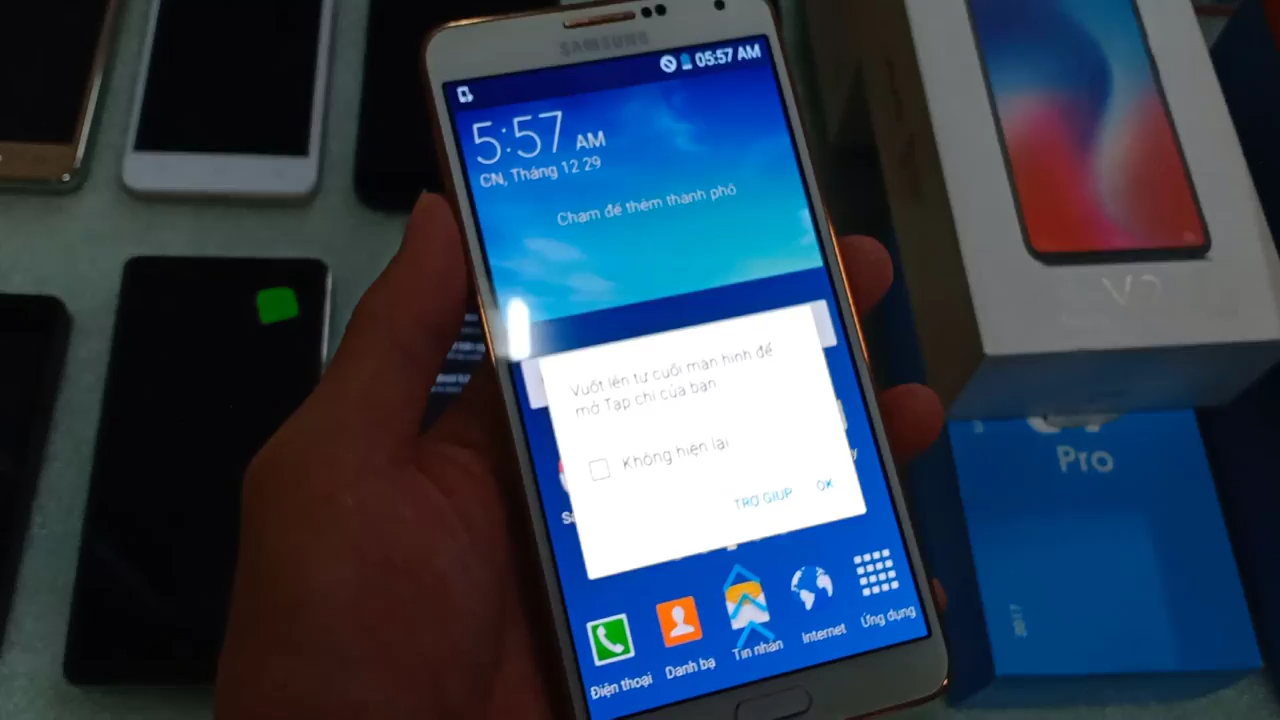 SAMSUNG
05:57 AM
5:57 AM
CN, Tháng 12 29
Chạm để thêm thành phố
Vuốt lên từ cuối màn hình để
mở Tạp chí của bạn
Không hiện lại
TRỢ GIÚP OK
Điện thoại
Danh bạ
Tin nhắn
Internet
Ứng dụng
Pro
2017